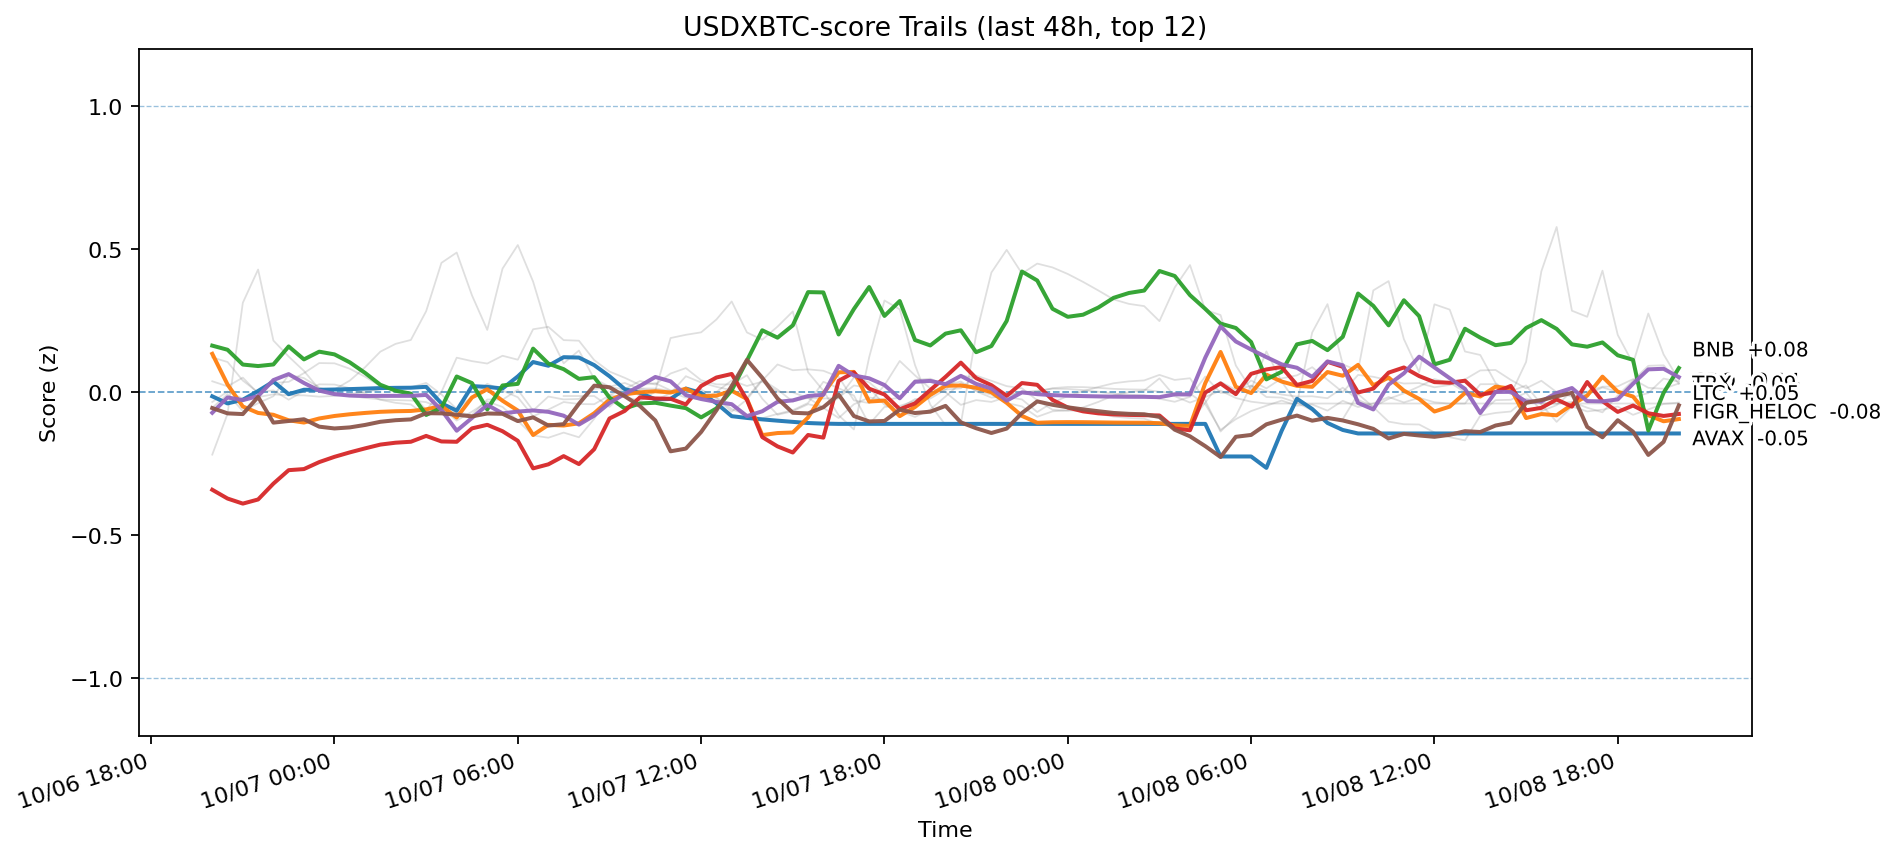 USDXBTC-score Trails (last 48h, top 12)
Score (z)
1.0
0.5
0.0
−0.5
−1.0
BNB +0.08
LTC +0.05
FIGR_HELOC -0.08
AVAX -0.05
10/06 18:00
10/07 00:00
10/07 06:00
10/07 12:00
10/07 18:00
10/08 00:00
10/08 06:00
10/08 12:00
10/08 18:00
Time